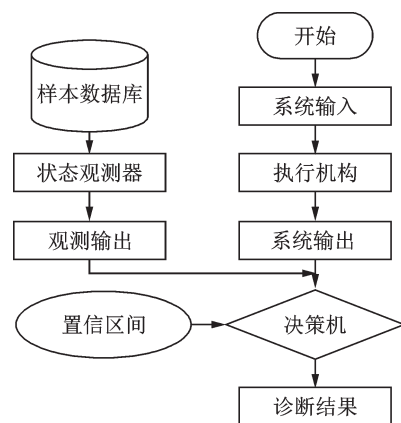 开始
样本数据库
系统输入
状态观测器
执行机构
观测输出
系统输出
置信区间
决策机
诊断结果